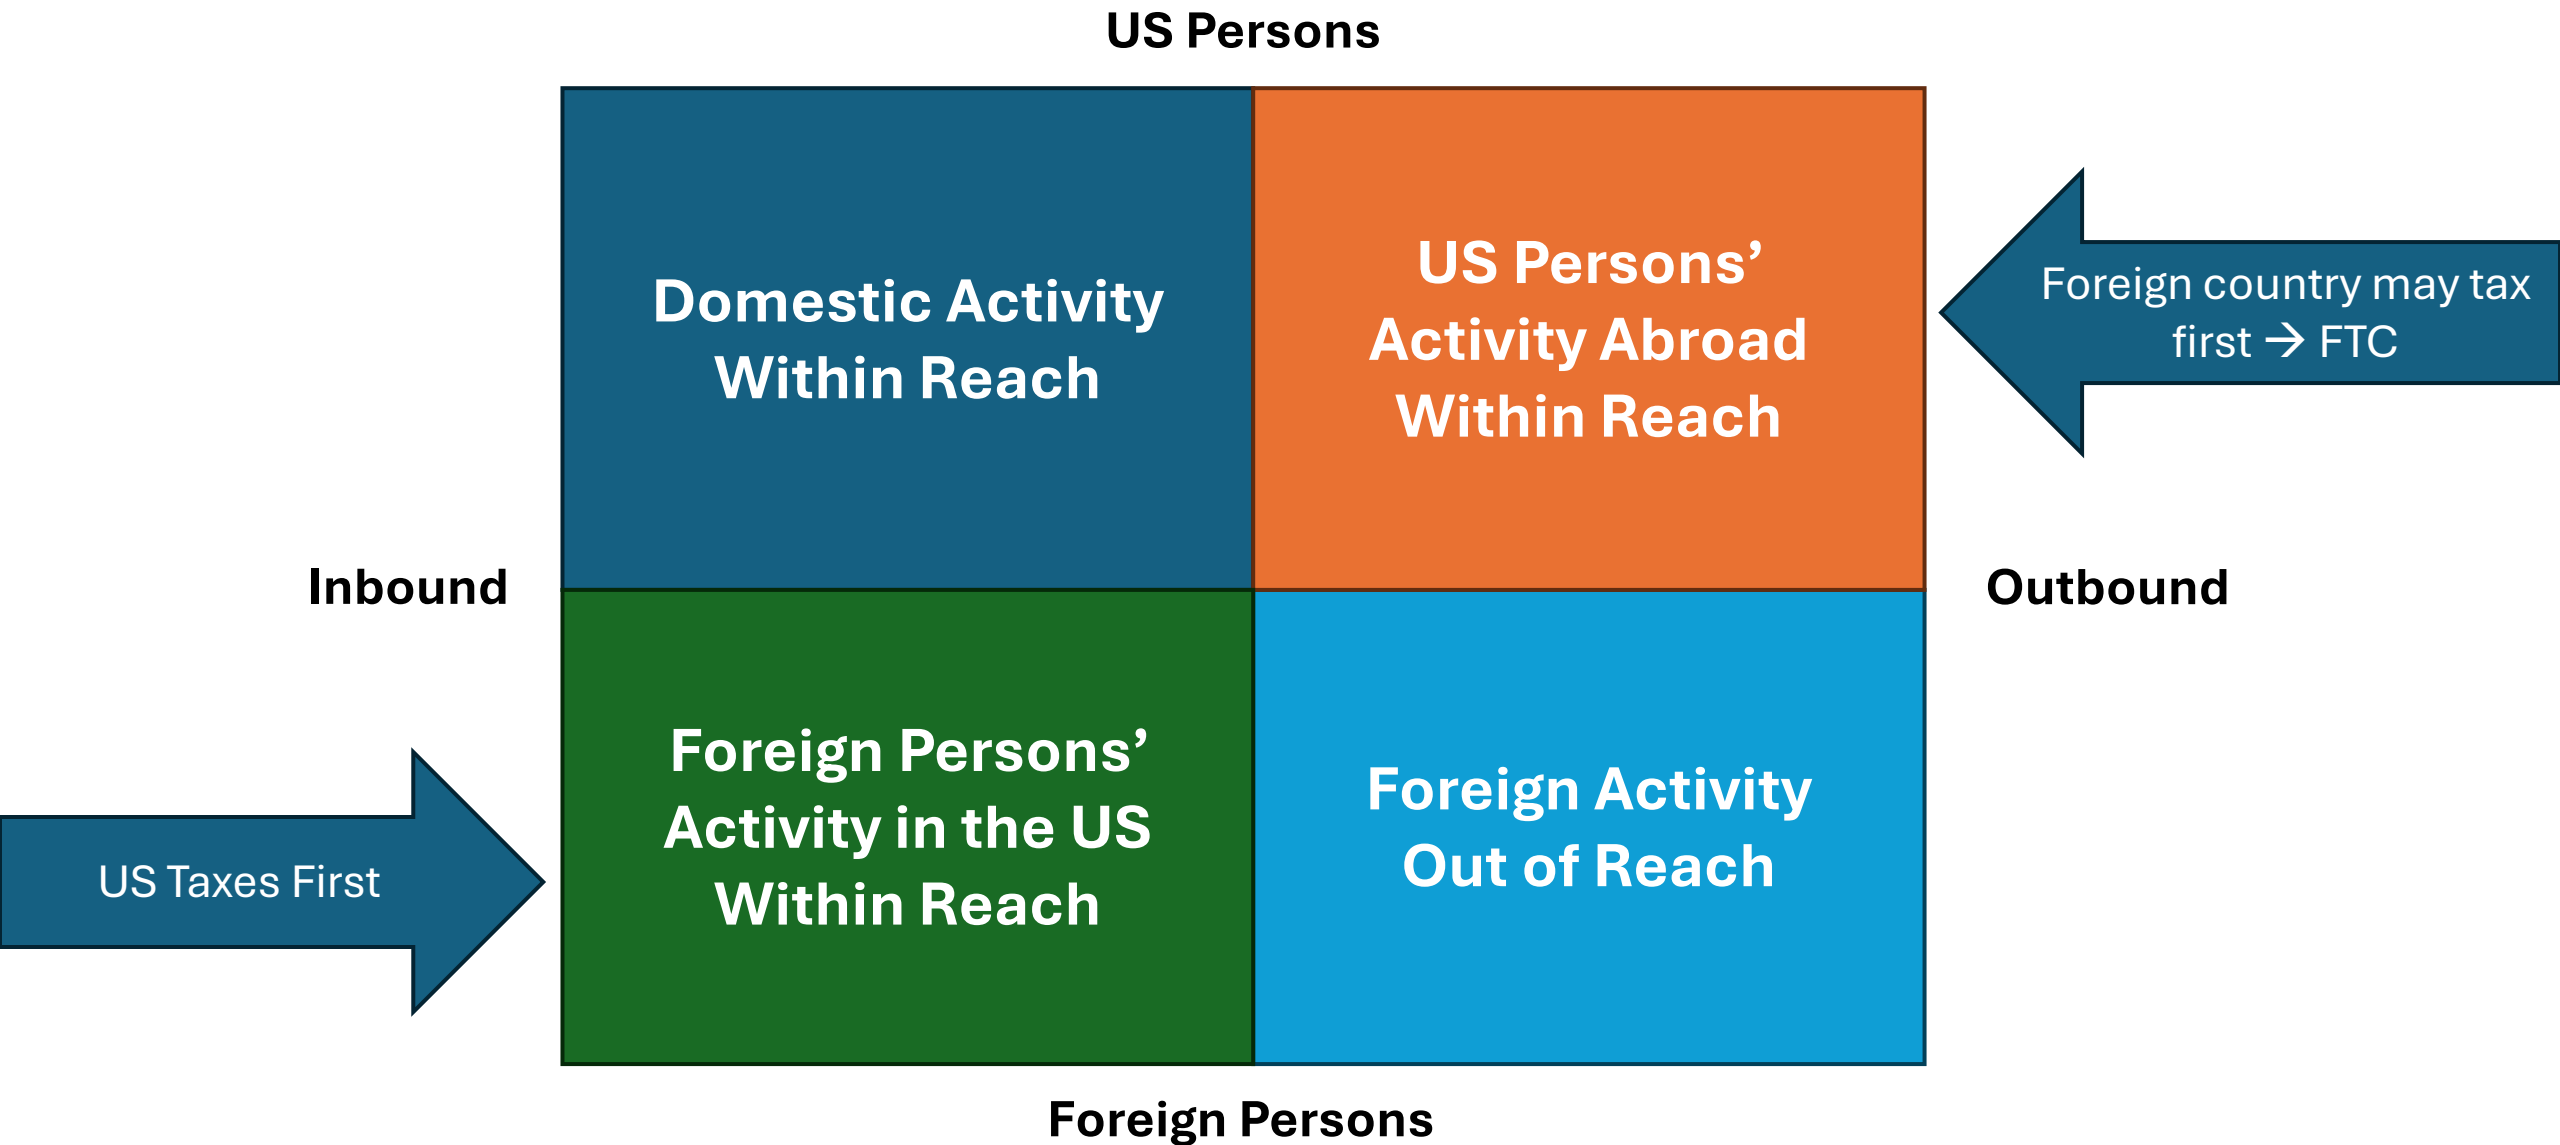 US Persons
Domestic Activity
Within Reach
US Persons’
Activity Abroad
Within Reach
Foreign country may tax
first → FTC
Inbound
Outbound
Foreign Persons’
Activity in the US
Within Reach
Foreign Activity
Out of Reach
US Taxes First
Foreign Persons